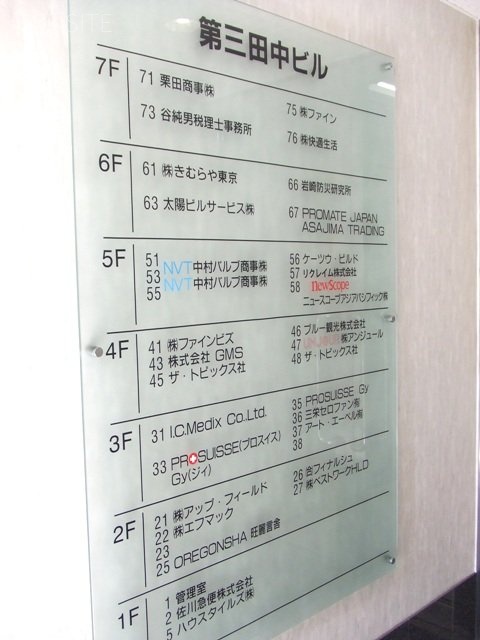 第三田中ビル
7F
71 栗田商事㈱
73 谷純男税理士事務所
75 ㈱ファイン
76 ㈱快適生活
6F
61 ㈱きむらや東京
63 太陽ビルサービス㈱
66 岩崎防災研究所
67 PROMATE JAPAN
ASAJIMA TRADING
5F
51
53 NVT中村バルブ商事㈱
55 NVT中村バルブ商事㈱
56 ケーツウ・ビルド
57 リクレイム株式会社
58 newScope
ニュースコープアジアパシフィック㈱
4F
41 ㈱ファインビズ
43 株式会社 GMS
45 ザ・トピックス社
46 ブルー観光株式会社
47 ㈱アンジュール
48 ザ・トピックス社
3F
31 I.C.Medix Co.,Ltd.
33 PROSUISSE(プロスイス)
Gy(ジィ)
35 PROSUISSE Gy
36 三栄セロファン㈲
37 アート・エーベル㈲
38
2F
21 ㈱アップ・フィールド
22 ㈱エフマック
23
25 OREGONSHA 旺麗言舎
26 合フィナルシュ
27 ㈱ベストワークHLD
1F
1 管理室
2 佐川急便株式会社
5 ハウスタイルズ㈱